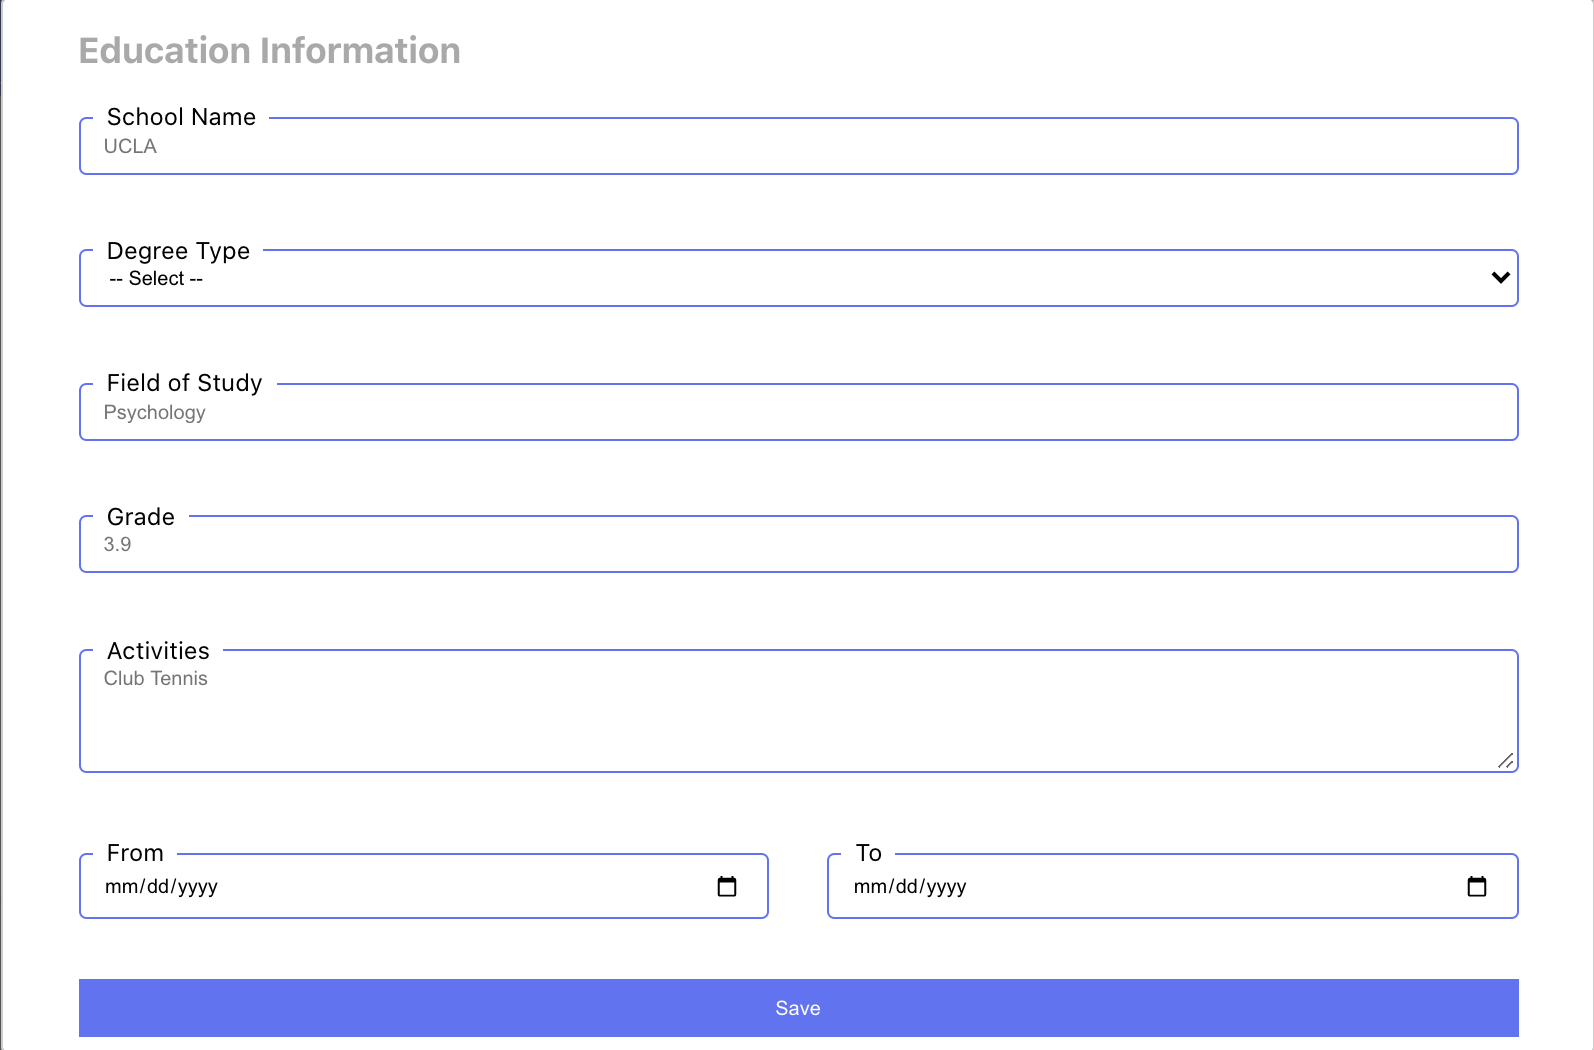 Education Information
School Name
UCLA
Degree Type
-- Select --
Field of Study
Psychology
Grade
3.9
Activities
Club Tennis
From
mm/dd/yyyy
To
mm/dd/yyyy
Save